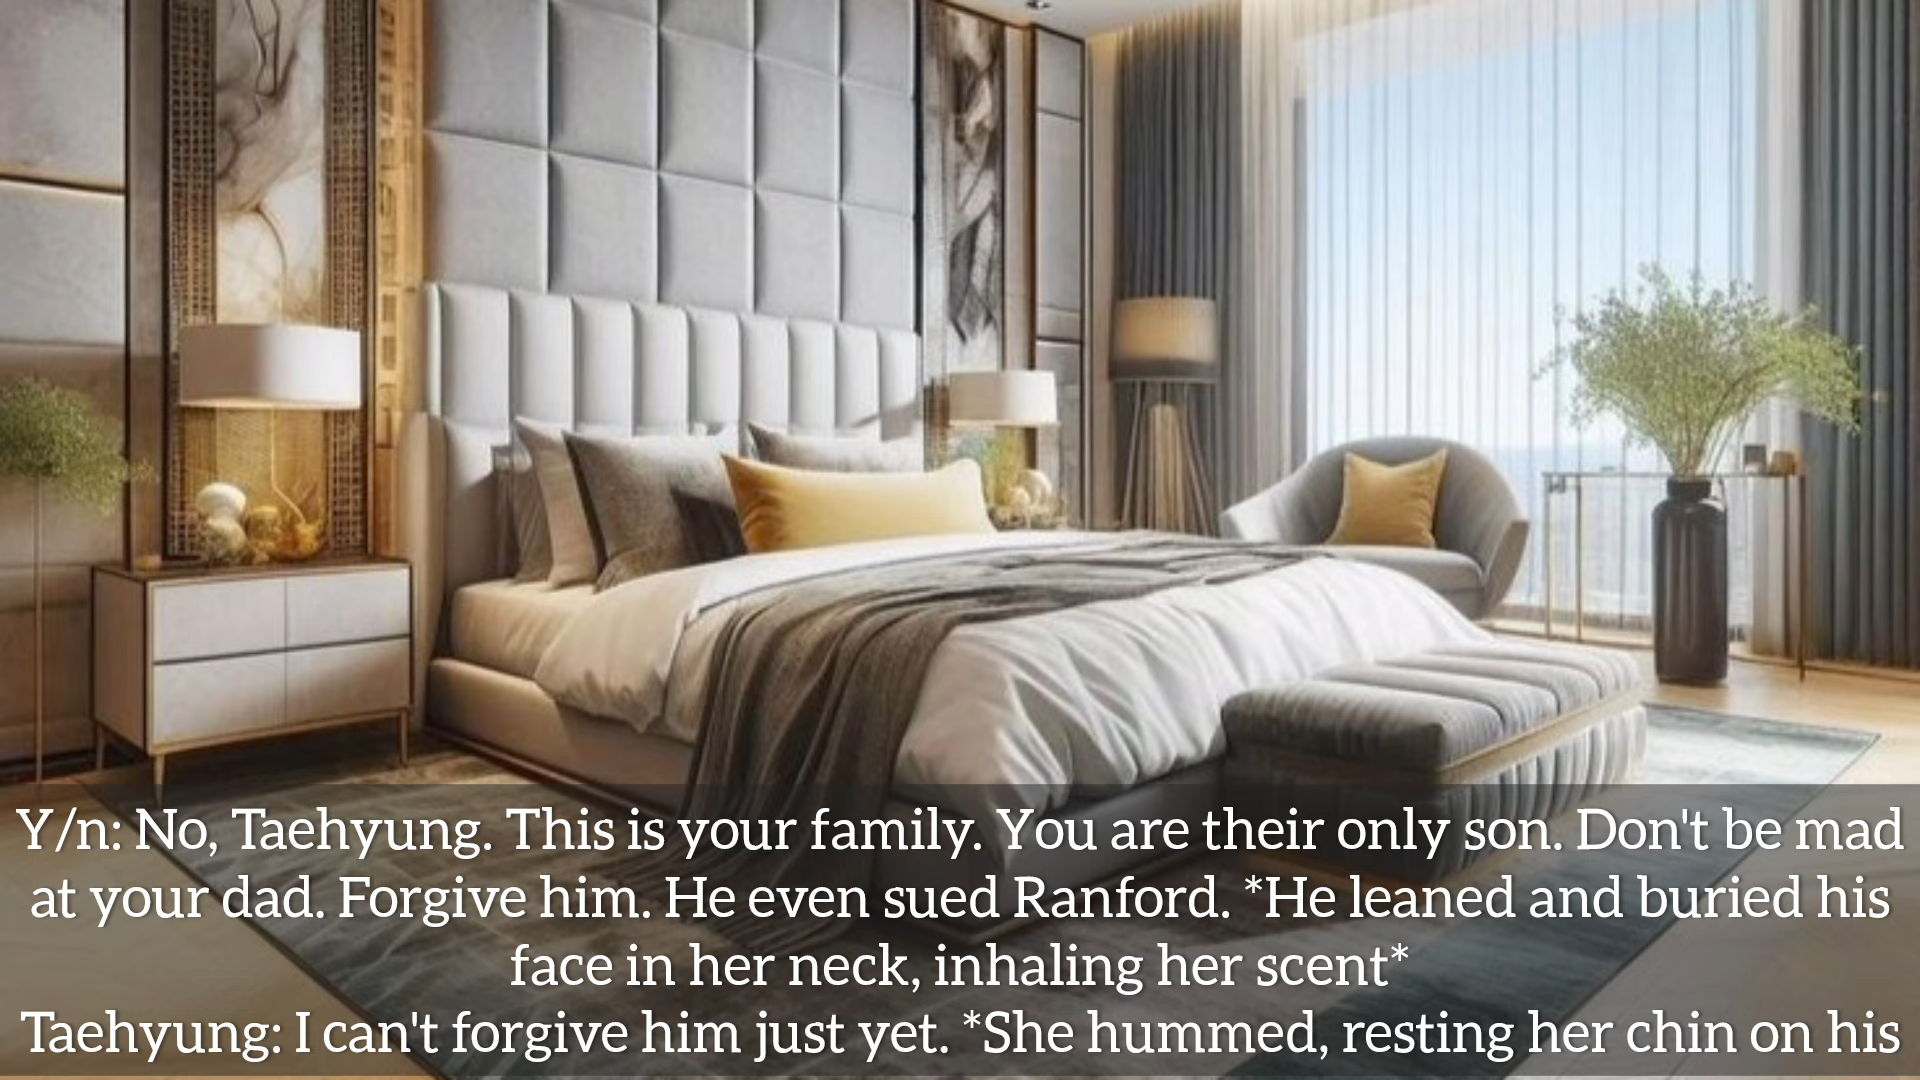 Y/n: No, Taehyung. This is your family. You are their only son. Don't be mad
at your dad. Forgive him. He even sued Ranford. *He leaned and buried his
face in her neck, inhaling her scent*
Taehyung: I can't forgive him just yet. *She hummed, resting her chin on his